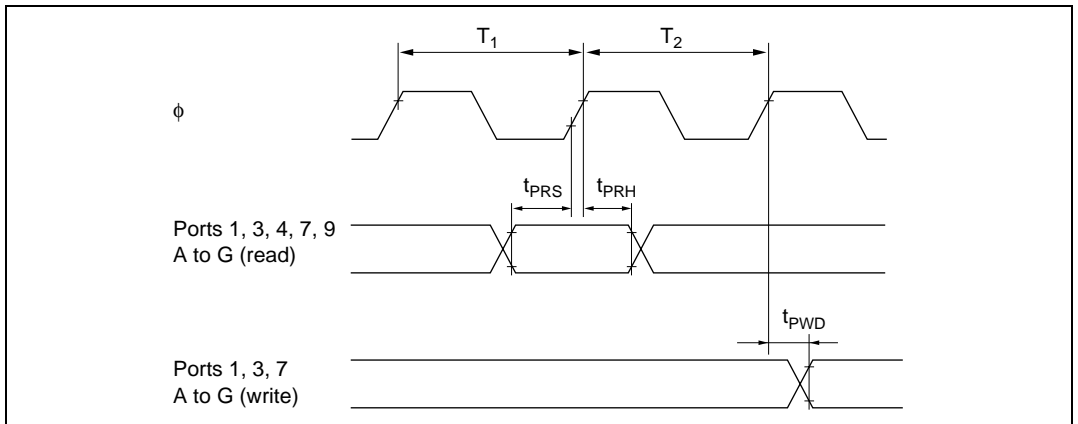 T1 T2
ϕ
tPRS tPRH
Ports 1, 3, 4, 7, 9
A to G (read)
tPWD
Ports 1, 3, 7
A to G (write)